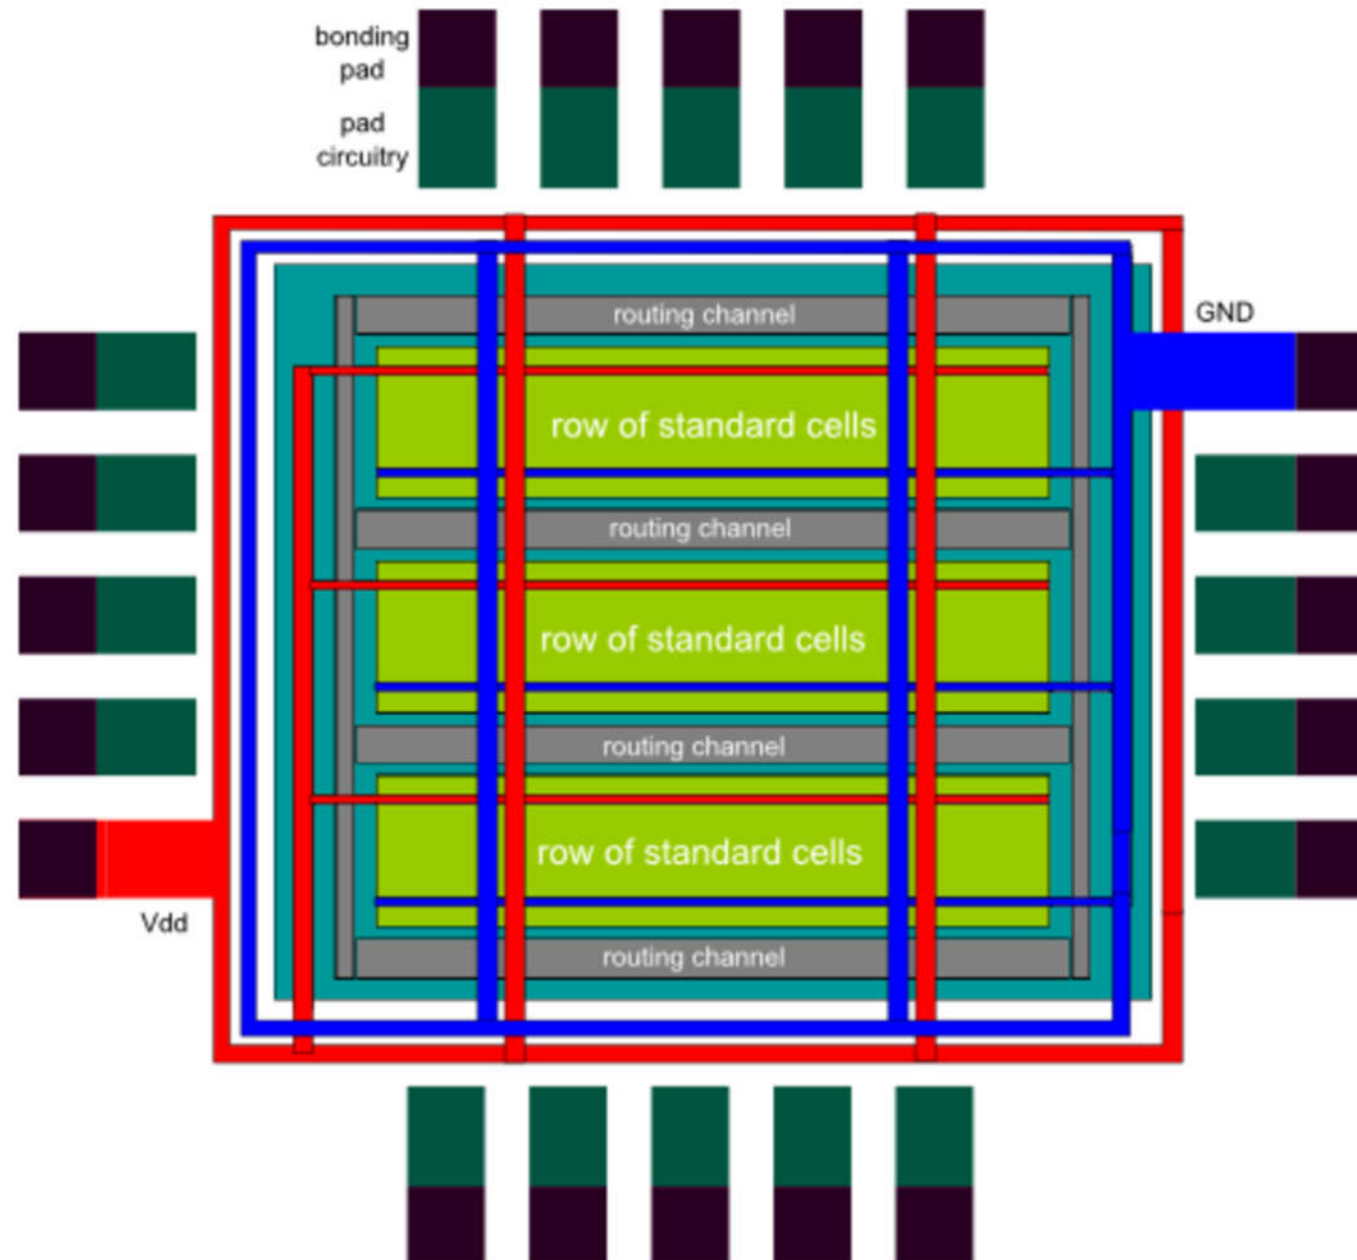 bonding
pad
pad
circuitry
GND
routing channel
row of standard cells
routing channel
row of standard cells
routing channel
row of standard cells
routing channel
Vdd